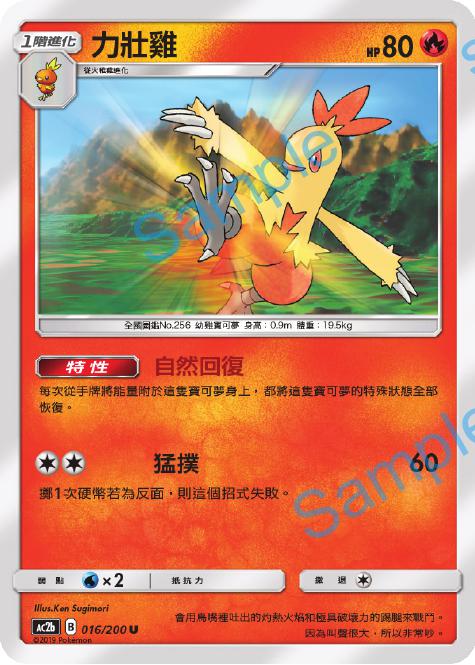 1階進化
力壯雞
HP 80
從火稚雞進化
Sample
全國圖鑑No.256 幼雞寶可夢 身高：0.9m 體重：19.5kg
特性 自然回復
每次從手牌將能量附於這隻寶可夢身上，都將這隻寶可夢的特殊狀態全部
恢復。
猛撲 60
擲1次硬幣若為反面，則這個招式失敗。
Sample
弱點 ×2 抵抗力 撤退
Illus.Ken Sugimori
AC2b B 016/200 U
©2019 Pokémon
會用鳥嘴裡吐出的灼熱火焰和極具破壞力的踢腿來戰鬥。
因為叫聲很大，所以非常吵。